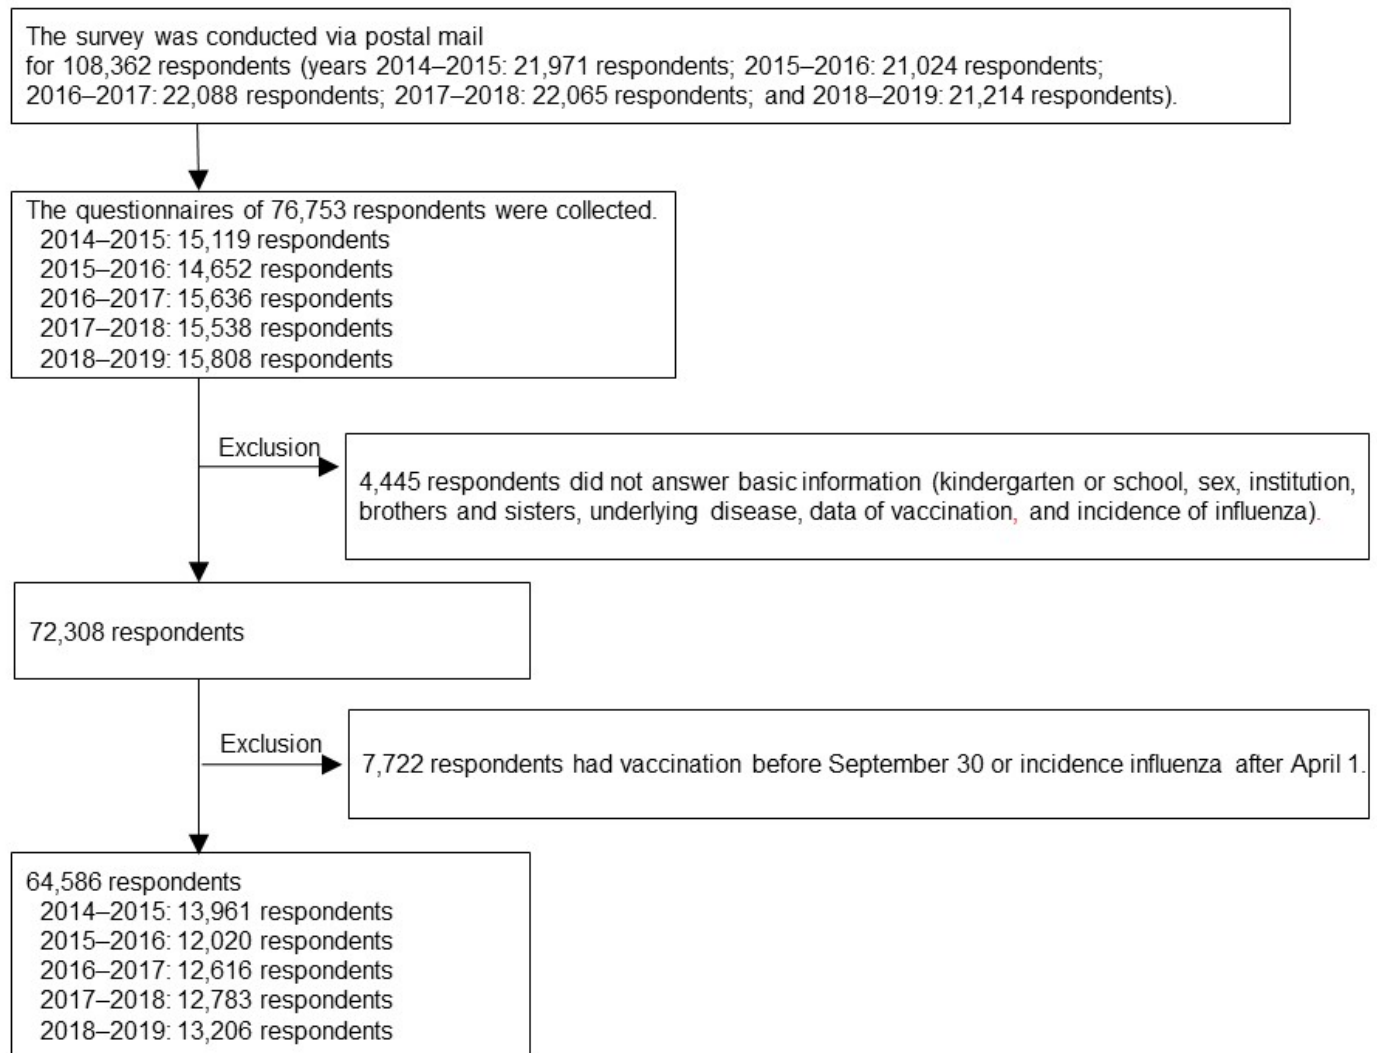 The survey was conducted via postal mail
for 108,362 respondents (years 2014–2015: 21,971 respondents; 2015–2016: 21,024 respondents;
2016–2017: 22,088 respondents; 2017–2018: 22,065 respondents; and 2018–2019: 21,214 respondents).
The questionnaires of 76,753 respondents were collected.
2014–2015: 15,119 respondents
2015–2016: 14,652 respondents
2016–2017: 15,636 respondents
2017–2018: 15,538 respondents
2018–2019: 15,808 respondents
Exclusion
4,445 respondents did not answer basic information (kindergarten or school, sex, institution,
brothers and sisters, underlying disease, data of vaccination, and incidence of influenza).
72,308 respondents
Exclusion
7,722 respondents had vaccination before September 30 or incidence influenza after April 1.
64,586 respondents
2014–2015: 13,961 respondents
2015–2016: 12,020 respondents
2016–2017: 12,616 respondents
2017–2018: 12,783 respondents
2018–2019: 13,206 respondents